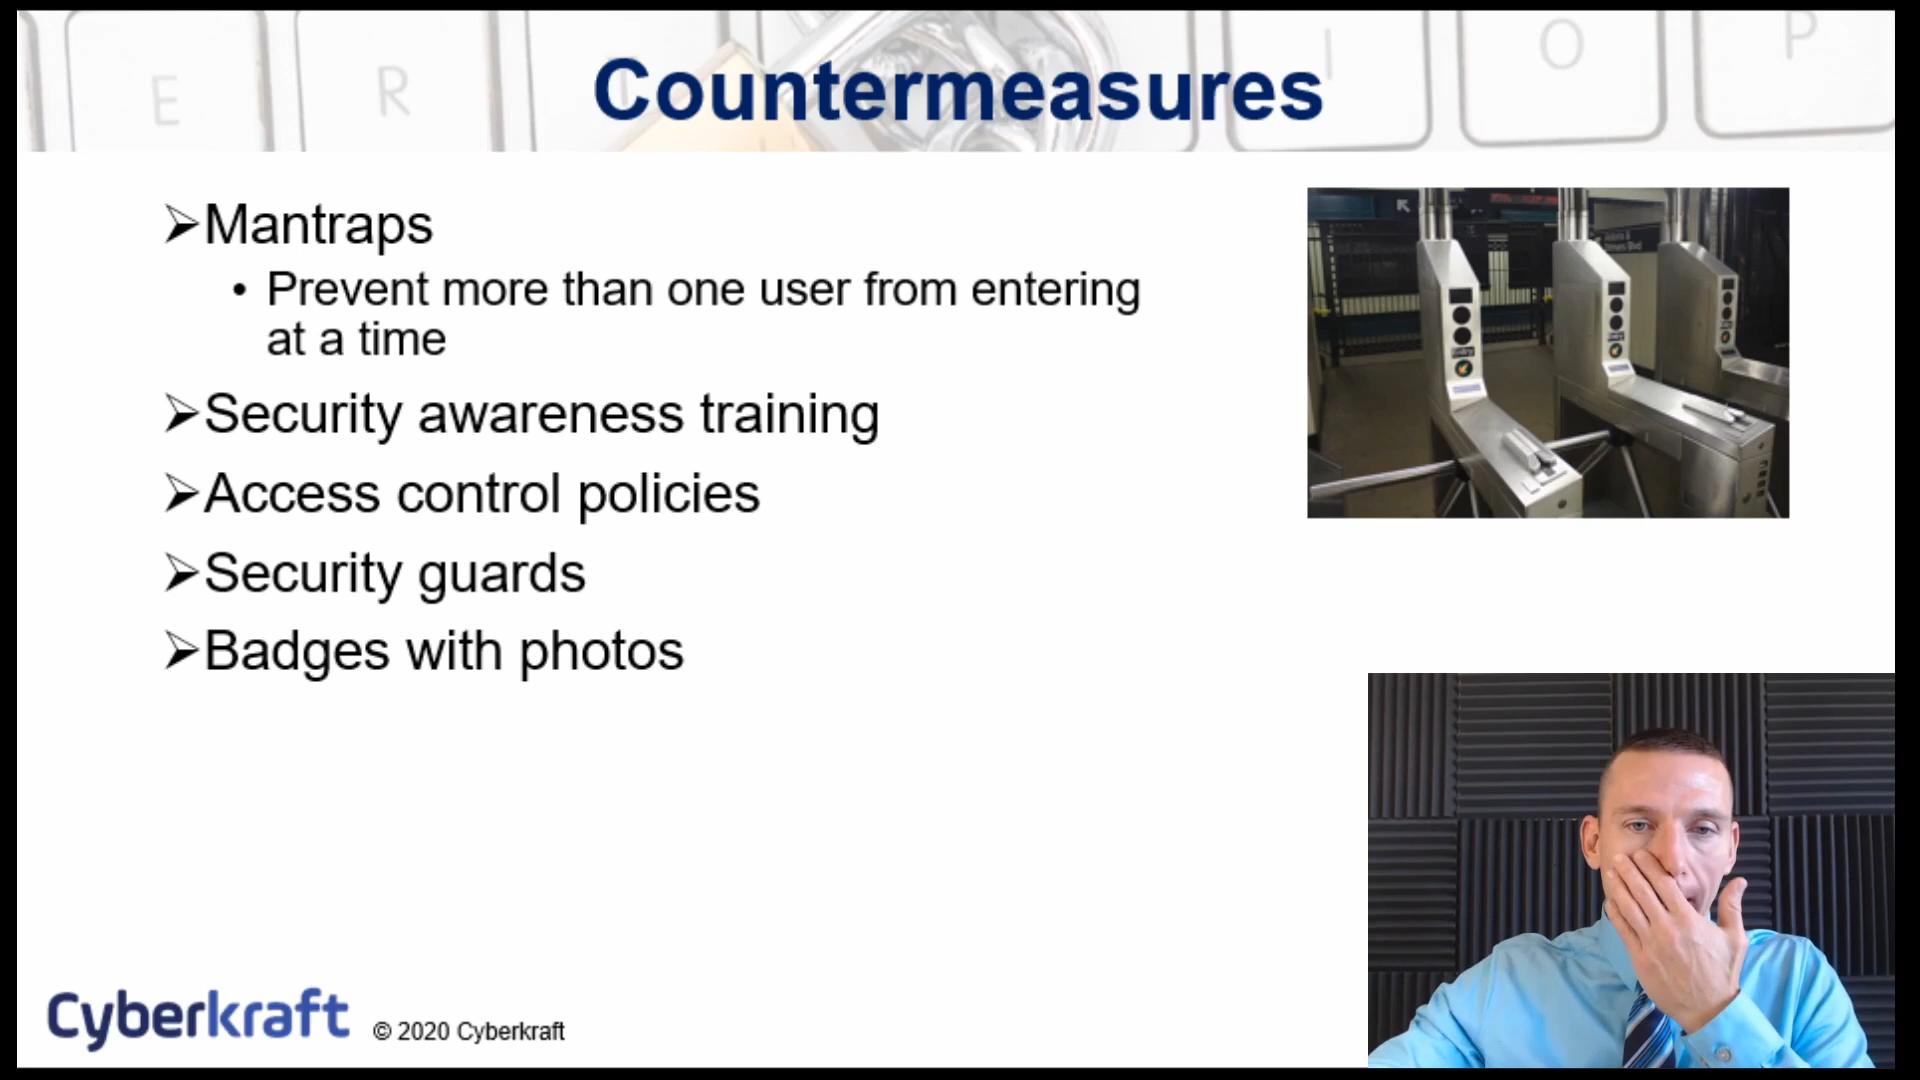 E R I O P
Countermeasures
Mantraps
Prevent more than one user from entering
at a time
Security awareness training
Access control policies
Security guards
Badges with photos
Entry
Cyberkraft © 2020 Cyberkraft